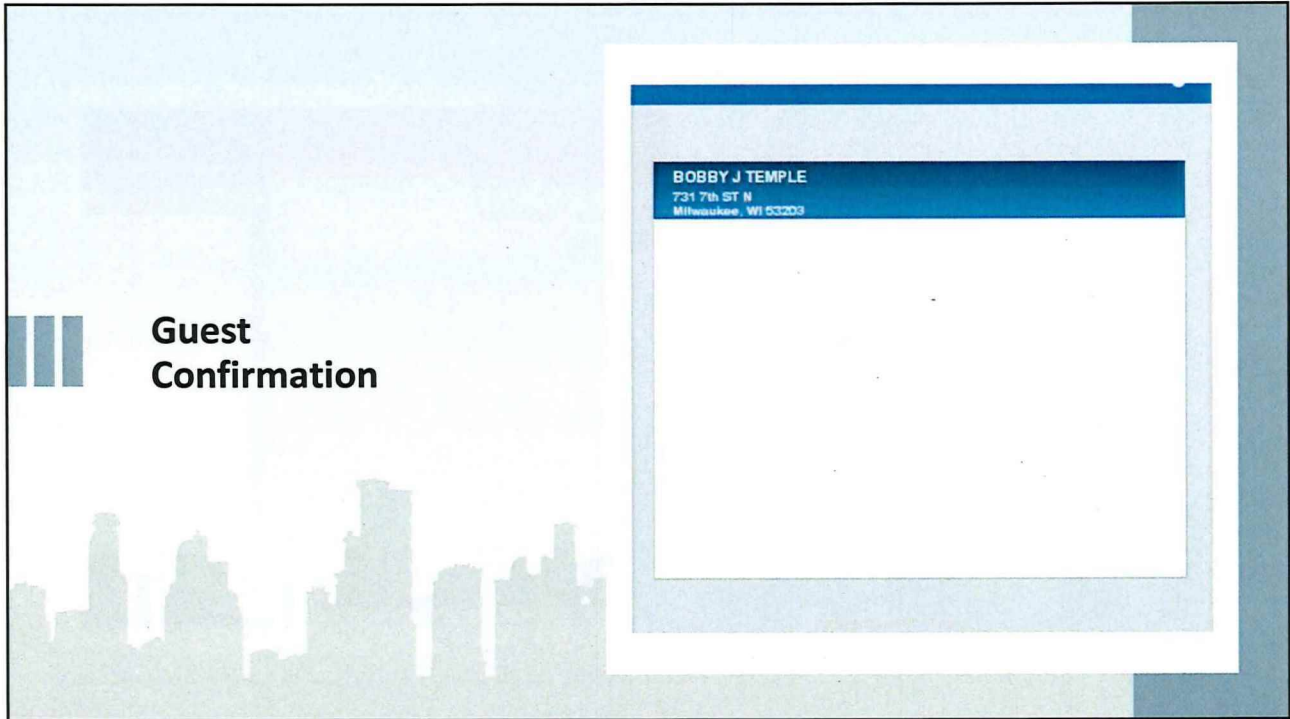 Guest
Confirmation
BOBBY J TEMPLE
731 7th ST N
Milwaukee, WI 53203